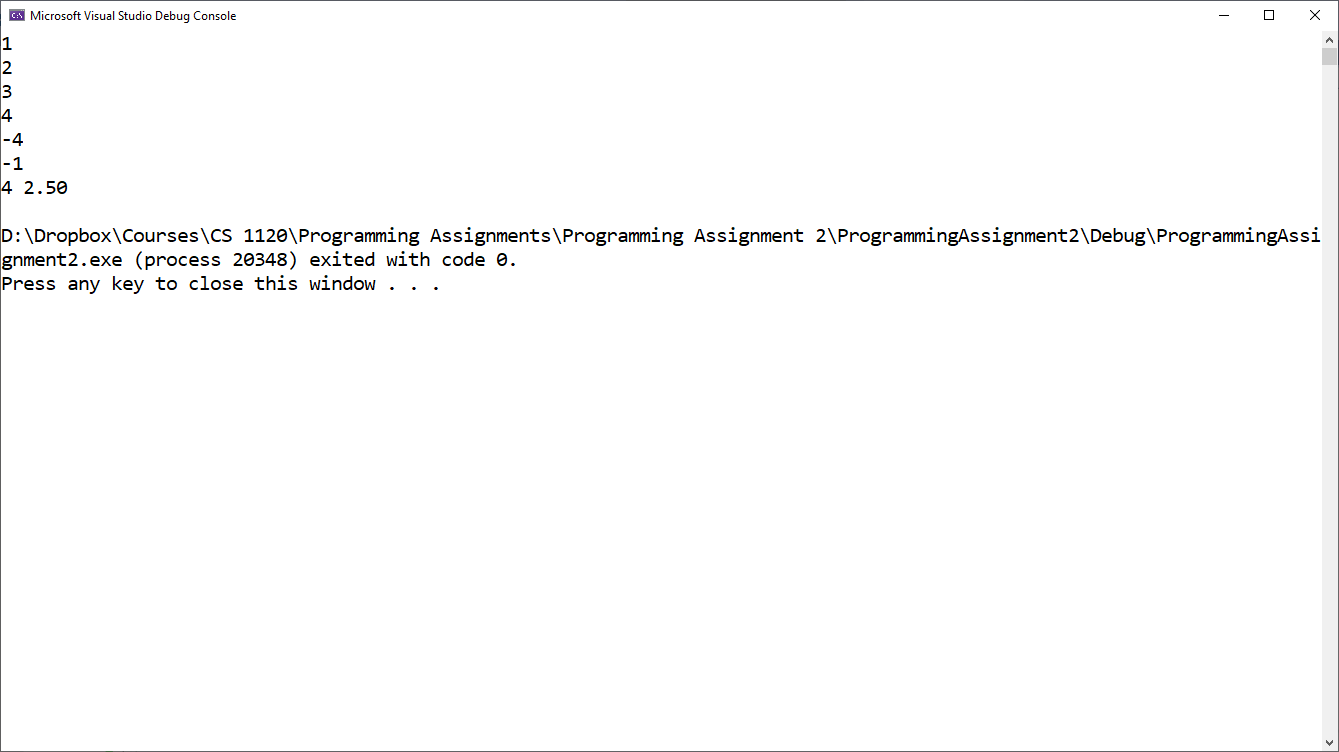 Microsoft Visual Studio Debug Console
1
2
3
4
-4
-1
4 2.50
D:\Dropbox\Courses\CS 1120\Programming Assignments\Programming Assignment 2\ProgrammingAssignment2\Debug\ProgrammingAssi
gnment2.exe (process 20348) exited with code 0.
Press any key to close this window . . .